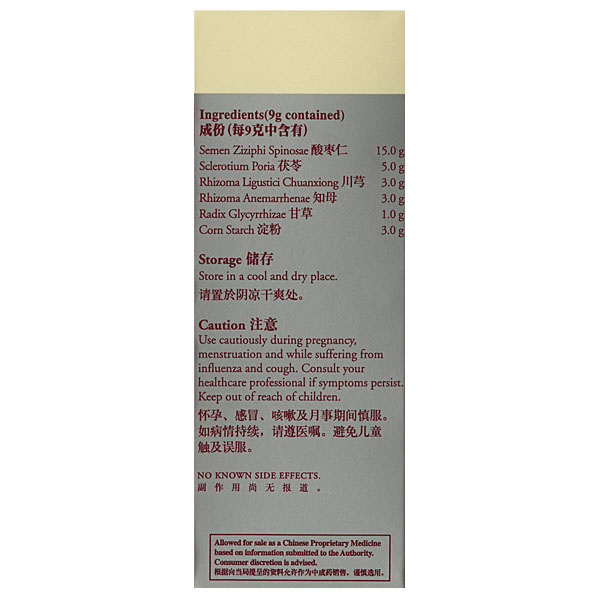 Ingredients(9g contained)
成份(每9克中含有)
Semen Ziziphi Spinosae 酸枣仁 15.0 g
Sclerotium Poria 茯苓 5.0 g
Rhizoma Ligustici Chuanxiong 川芎 3.0 g
Rhizoma Anemarrhenae 知母 3.0 g
Radix Glycyrrhizae 甘草 1.0 g
Corn Starch 淀粉 3.0 g
Storage 储存
Store in a cool and dry place.
请置於阴凉干爽处。
Caution 注意
Use cautiously during pregnancy,
menstruation and while suffering from
influenza and cough. Consult your
healthcare professional if symptoms persist.
Keep out of reach of children.
怀孕、感冒、咳嗽及月事期间慎服。
如病情持续，请遵医嘱。避免儿童
触及误服。
NO KNOWN SIDE EFFECTS.
副作用尚无报道。
Allowed for sale as a Chinese Proprietary Medicine
based on information submitted to the Authority.
Consumer discretion is advised.
根据向当局提呈的资料允许作为中成药销售，谨慎选用。